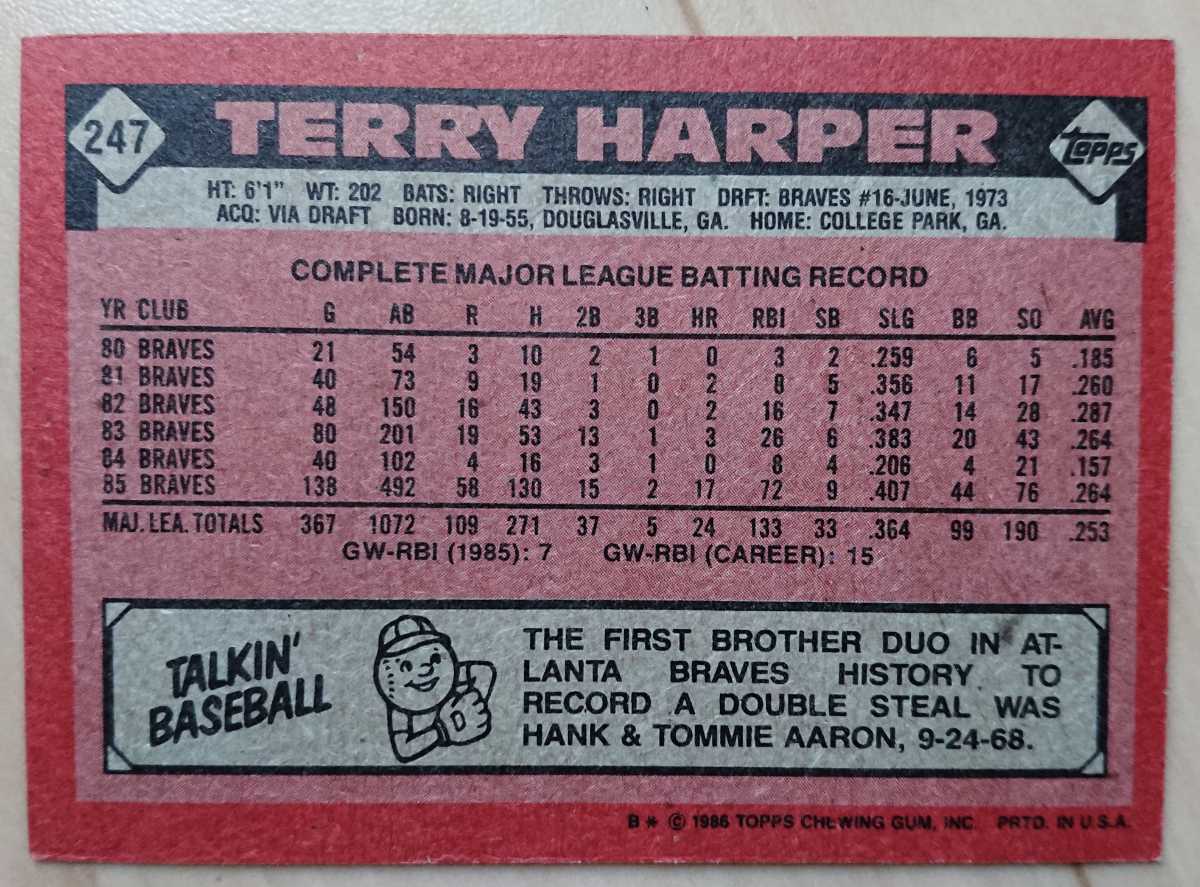 247 TERRY HARPER Topps
HT: 6'1" WT: 202 BATS: RIGHT THROWS: RIGHT DRFT: BRAVES #16-JUNE, 1973
ACQ: VIA DRAFT BORN: 8-19-55, DOUGLASVILLE, GA. HOME: COLLEGE PARK, GA.
COMPLETE MAJOR LEAGUE BATTING RECORD
YR CLUB G AB R H 2B 3B HR RBI SB SLG BB SO AVG
80 BRAVES 21 54 3 10 2 1 0 3 2 .259 6 5 .185
81 BRAVES 40 73 9 19 1 0 2 8 5 .356 11 17 .260
82 BRAVES 48 150 16 43 3 0 2 16 7 .347 14 28 .287
83 BRAVES 80 201 19 53 13 1 3 26 6 .383 20 43 .264
84 BRAVES 40 102 4 16 3 1 0 8 4 .206 4 21 .157
85 BRAVES 138 492 58 130 15 2 17 72 9 .407 44 76 .264
MAJ. LEA. TOTALS 367 1072 109 271 37 5 24 133 33 .364 99 190 .253
GW-RBI (1985): 7 GW-RBI (CAREER): 15
TALKIN'
BASEBALL
THE FIRST BROTHER DUO IN AT-
LANTA BRAVES HISTORY TO
RECORD A DOUBLE STEAL WAS
HANK & TOMMIE AARON, 9-24-68.
B * © 1986 TOPPS CHEWING GUM, INC. PRTD. IN U.S.A.